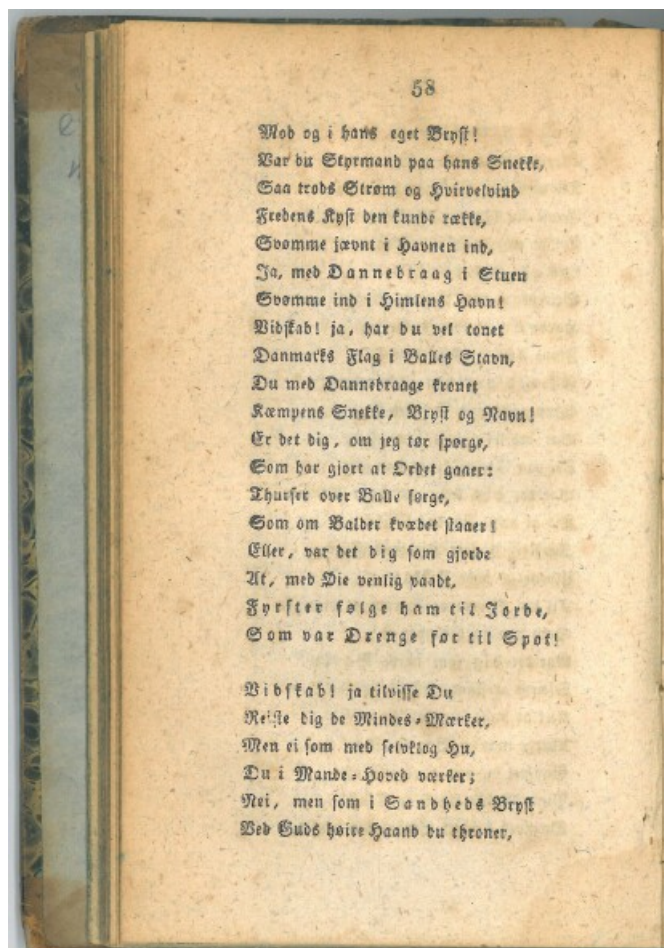 58
Mod og i hans eget Bryst!
Var du Styrmand paa hans Snekke,
Saa trods Strøm og Hvirvelvind
Fredens Kyst den kunde række,
Svømme jævnt i Havnen ind,
Ja, med Dannebraag i Stuen
Svømme ind i Himlens Havn!
Vidskab! ja, har du vel tonet
Danmarks Flag i Balles Stavn,
Du med Dannebraage kronet
Kæmpens Snekke, Bryst og Navn!
Er det dig, om jeg tør spørge,
Som har gjort at Ordet gaaer:
Thurser over Balle sørge,
Som om Balder kvædet staaer!
Eller, var det dig som gjorde
At, med Øie venlig vaadt,
Fyrster følge ham til Jorde,
Som var Drenge før til Spot!
Vidskab! ja tilvisse Du
Reiste dig de Mindes-Mærker,
Men ei som med selvklog Hu,
Du i Mande-Hoved værker;
Nei, men som i Sandheds Bryst
Ved Guds høire Haand du throner,